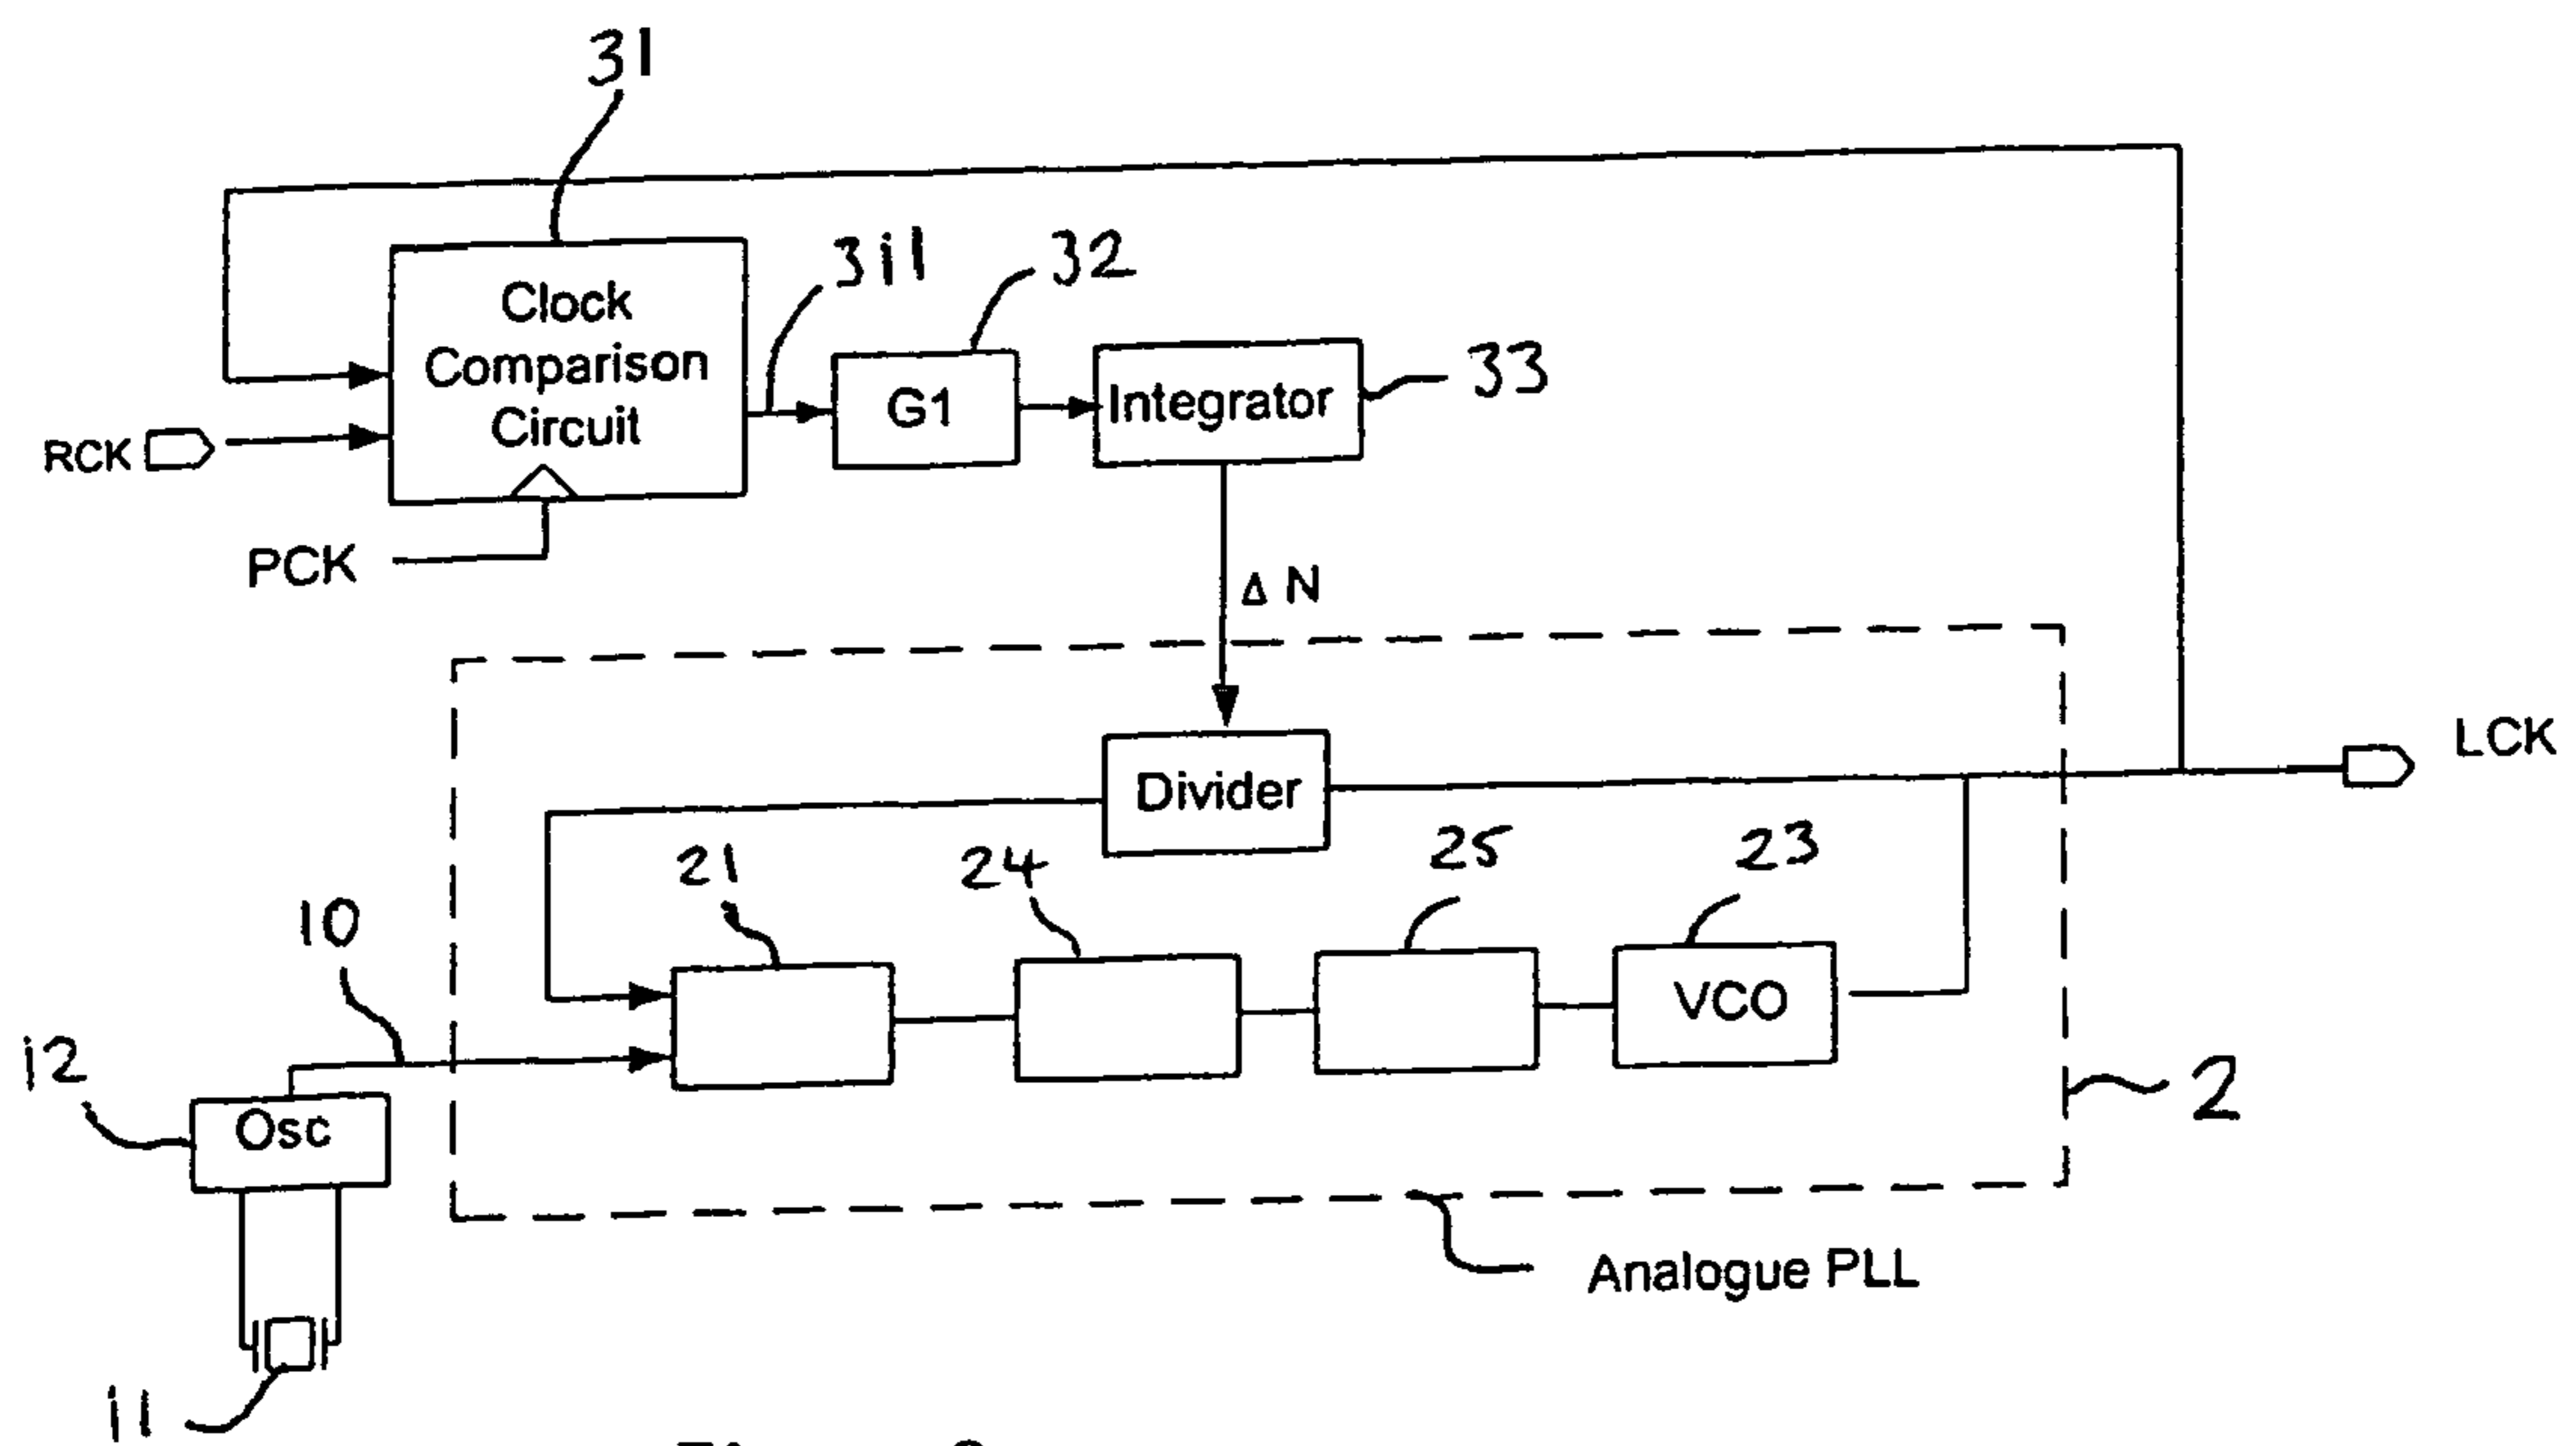 31
311
32
Clock
Comparison
Circuit
G1
Integrator
33
RCK
PCK
Δ N
Divider
LCK
21
24
25
23
10
VCO
12
Osc
2
Analogue PLL
11